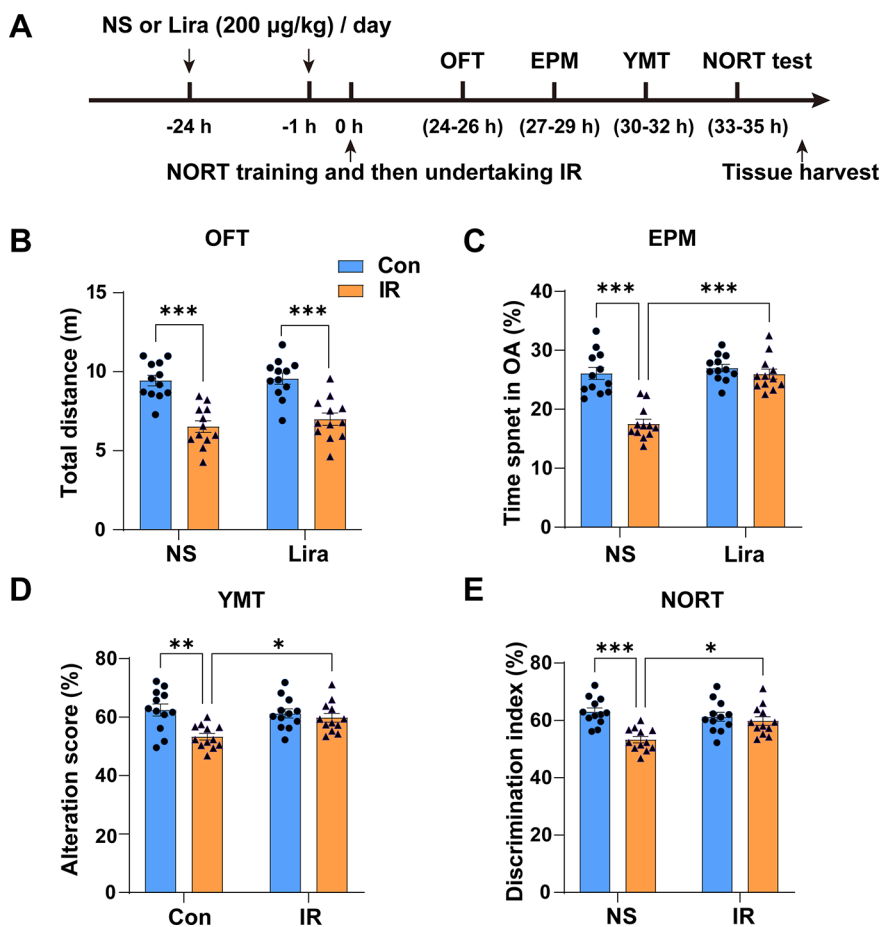 A
NS or Lira (200 μg/kg) / day
OFT
EPM
YMT
NORT test
-24 h
-1 h
0 h
(24-26 h)
(27-29 h)
(30-32 h)
(33-35 h)
NORT training and then undertaking IR
Tissue harvest
B
OFT
Con
IR
Total distance (m)
15
10
5
0
***
***
NS
Lira
C
EPM
Time spnet in OA (%)
40
30
20
10
0
***
***
NS
Lira
D
YMT
Alteration score (%)
80
60
40
20
0
**
*
Con
IR
E
NORT
Discrimination index (%)
80
60
40
20
0
***
*
NS
IR